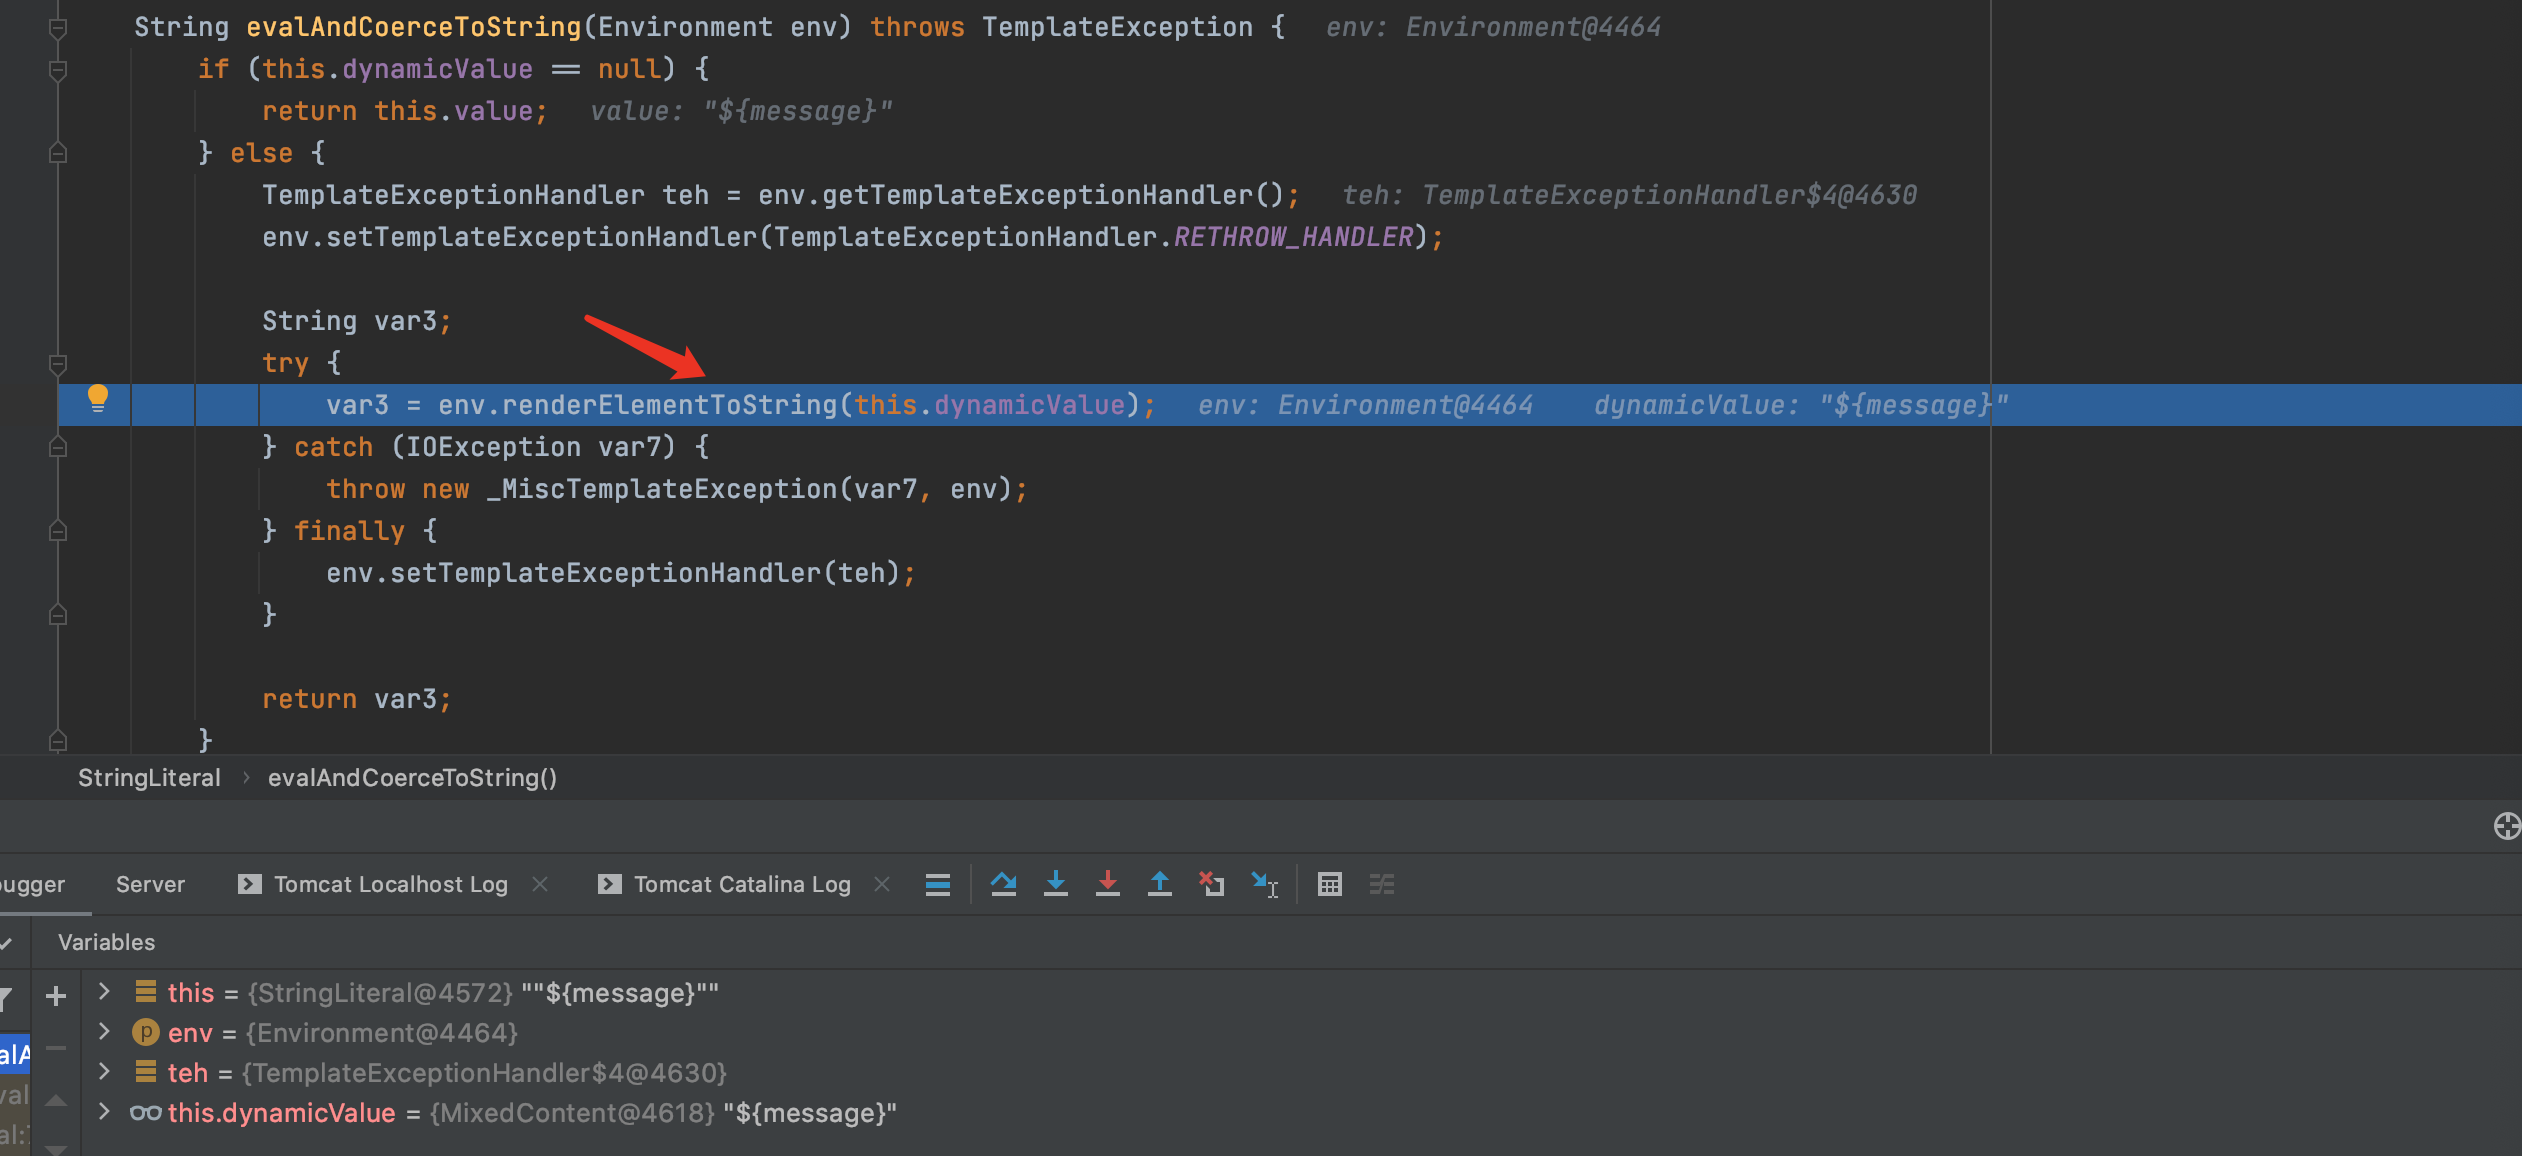 String evalAndCoerceToString(Environment env) throws TemplateException {   env: Environment@4464
if (this.dynamicValue == null) {
return this.value;   value: "${message}"
} else {
TemplateExceptionHandler teh = env.getTemplateExceptionHandler();   teh: TemplateExceptionHandler$4@4630
env.setTemplateExceptionHandler(TemplateExceptionHandler.RETHROW_HANDLER);
String var3;
try {
var3 = env.renderElementToString(this.dynamicValue);   env: Environment@4464   dynamicValue: "${message}"
} catch (IOException var7) {
throw new _MiscTemplateException(var7, env);
} finally {
env.setTemplateExceptionHandler(teh);
}
return var3;
}
StringLiteral > evalAndCoerceToString()
ugger Server Tomcat Localhost Log × Tomcat Catalina Log ×
Variables
this = {StringLiteral@4572} ""${message}""
p env = {Environment@4464}
alA
teh = {TemplateExceptionHandler$4@4630}
val
this.dynamicValue = {MixedContent@4618} "${message}"